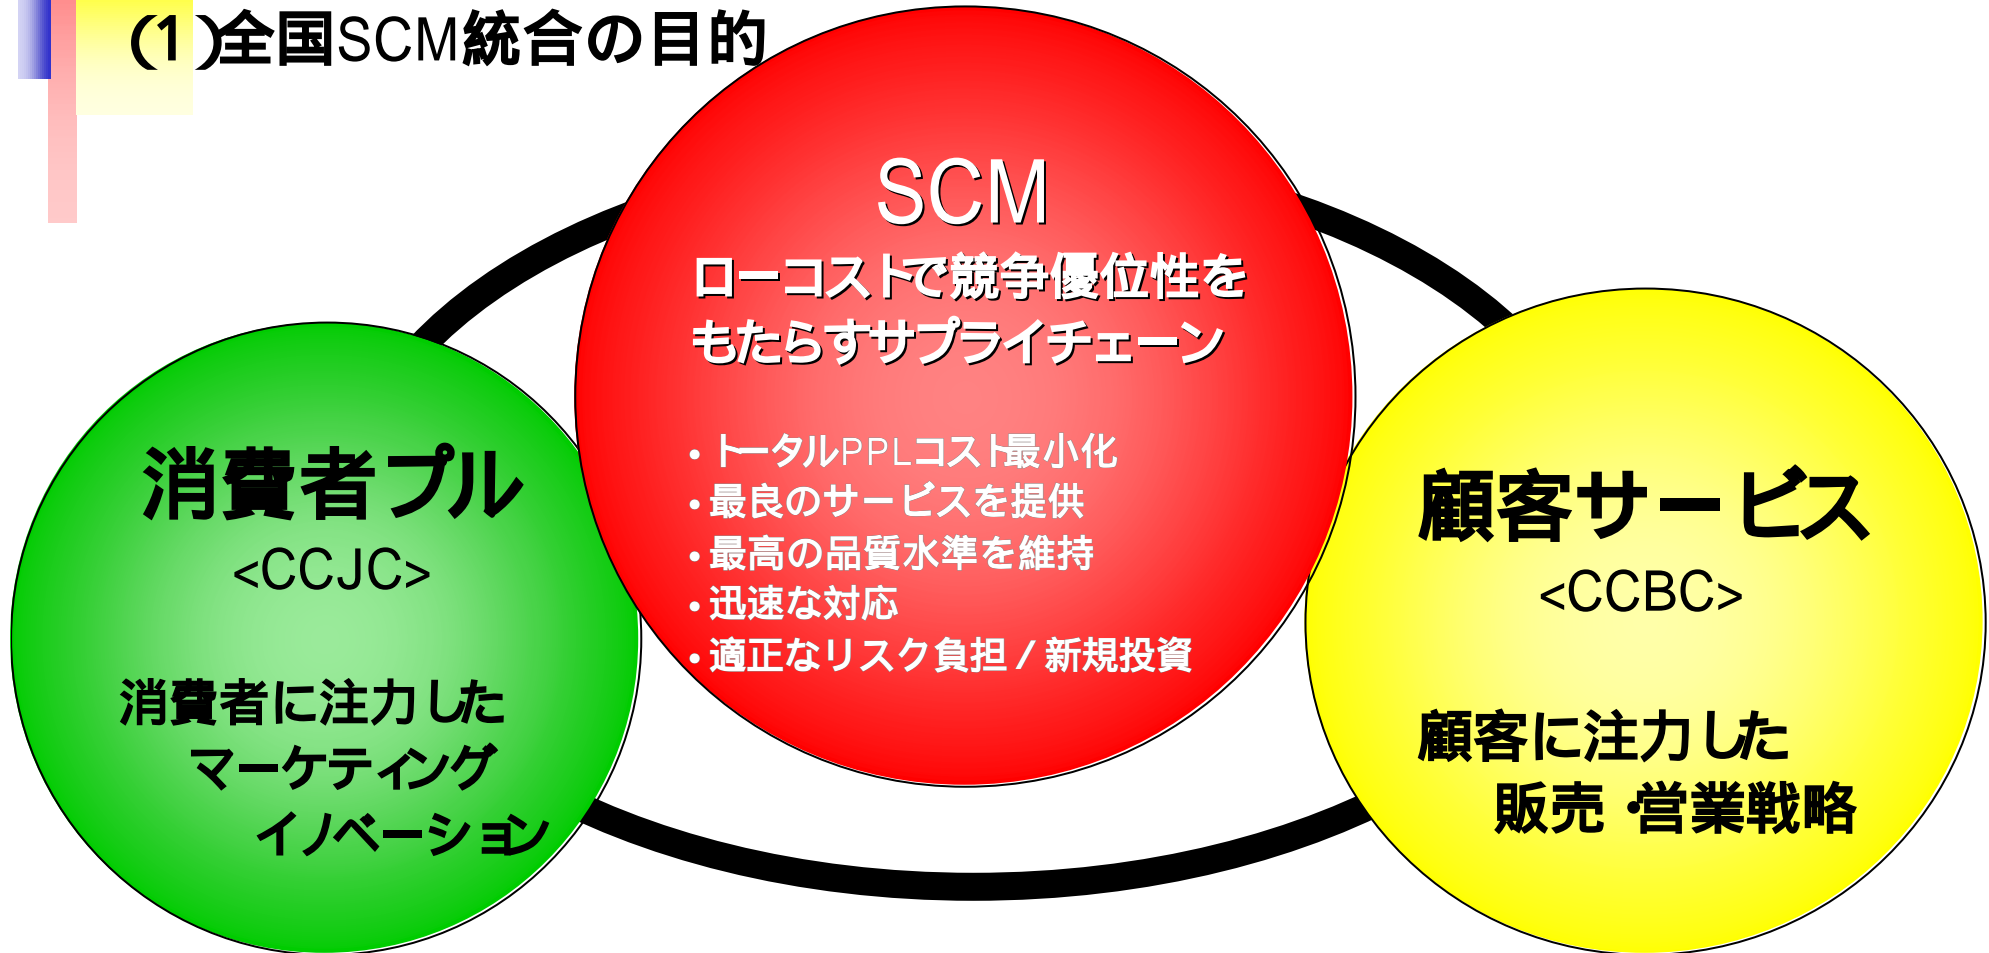 (1)全国SCM統合の目的
SCM
ローコストで競争優位性を
もたらすサプライチェーン
・トータルPPLコスト最小化
・最良のサービスを提供
・最高の品質水準を維持
・迅速な対応
・適正なリスク負担/新規投資
消費者プル
<CCJC>
消費者に注力した
マーケティング
イノベーション
顧客サービス
<CCBC>
顧客に注力した
販売・営業戦略